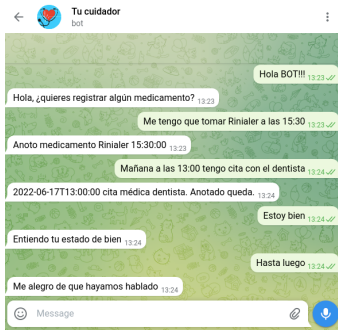 Tu cuidador
bot
Hola BOT!!! 13:23
Hola, ¿quieres registrar algún medicamento? 13:23
Me tengo que tomar Rinialer a las 15:30 13:23
Anoto medicamento Rinialer 15:30:00 13:23
Mañana a las 13:00 tengo cita con el dentista 13:24
2022-06-17T13:00:00 cita médica dentista. Anotado queda. 13:24
Estoy bien 13:24
Entiendo tu estado de bien 13:24
Hasta luego 13:24
Me alegro de que hayamos hablado 13:24
Message